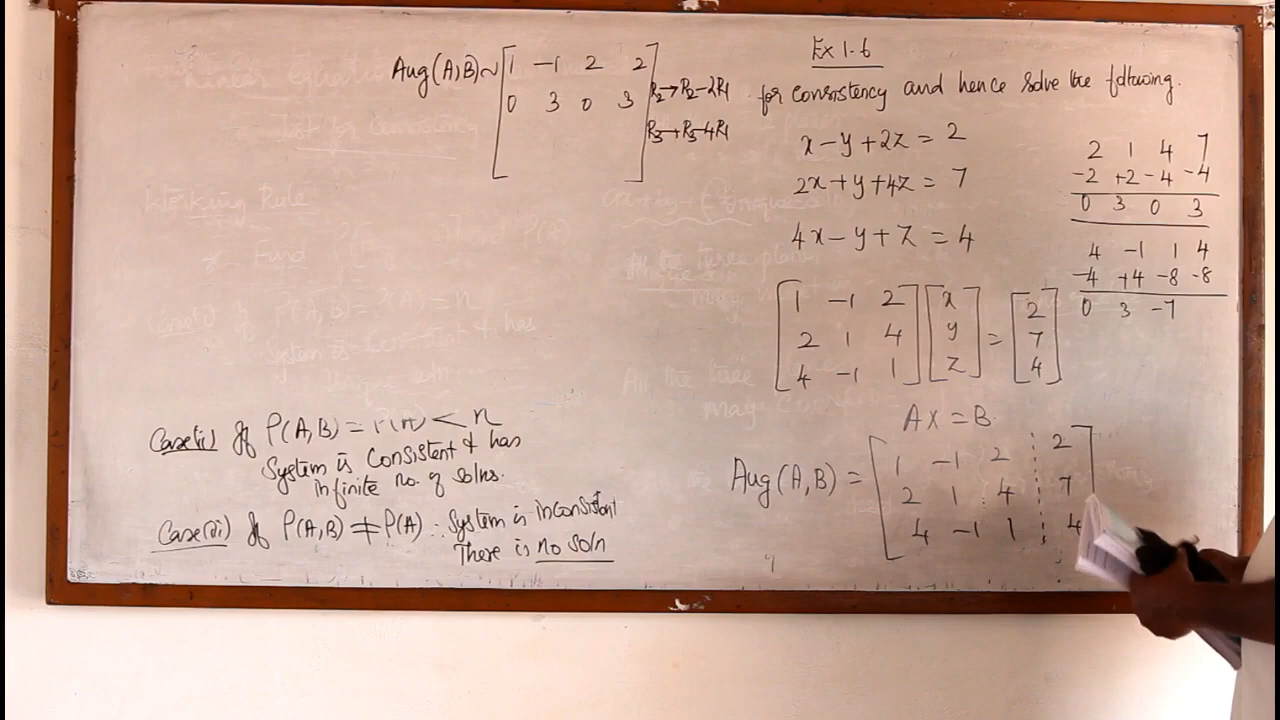 Aug(A,B) ~ [1 -1 2 2
0 3 0 3] R₂→R₂-2R₁
R₃→R₃-4R₁
Case(ii) If ρ(A,B) = ρ(A) < n
System is Consistent & has
infinite no. of solns.
Case(iii) If ρ(A,B) ≠ ρ(A) ∴ System is inconsistent
There is no soln
Ex 1.6
for consistency and hence solve the following.
x - y + 2z = 2
2x + y + 4z = 7
4x - y + z = 4
[1 -1 2] [x] [2]
[2 1 4] [y] = [7]
[4 -1 1] [z] [4]
AX = B
Aug(A,B) = [1 -1 2 2
2 1 4 7
4 -1 1 4
2 1 4 7
-2 +2 -4 -4
0 3 0 3
4 -1 1 4
-4 +4 -8 -8
0 3 -7